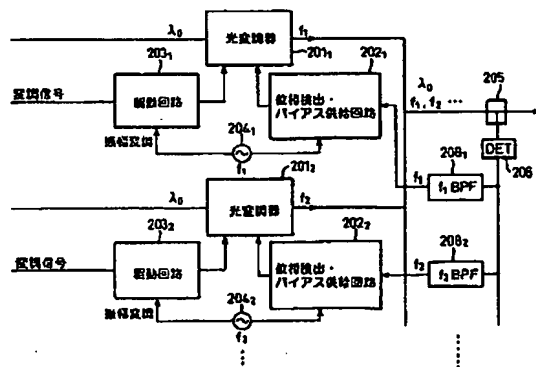 λ₀
光変調器
f₁
201₁
203₁
202₁
変調信号
駆動回路
位相検出・
バイアス供給回路
振幅変調
204₁
f₁
λ₀
f₁, f₂ …
205
DET
206
f₁
f₁ BPF
208₁
201₂
λ₀
光変調器
f₂
203₂
202₂
変調信号
駆動回路
位相検出・
バイアス供給回路
振幅変調
204₂
f₂
f₂ BPF
208₂